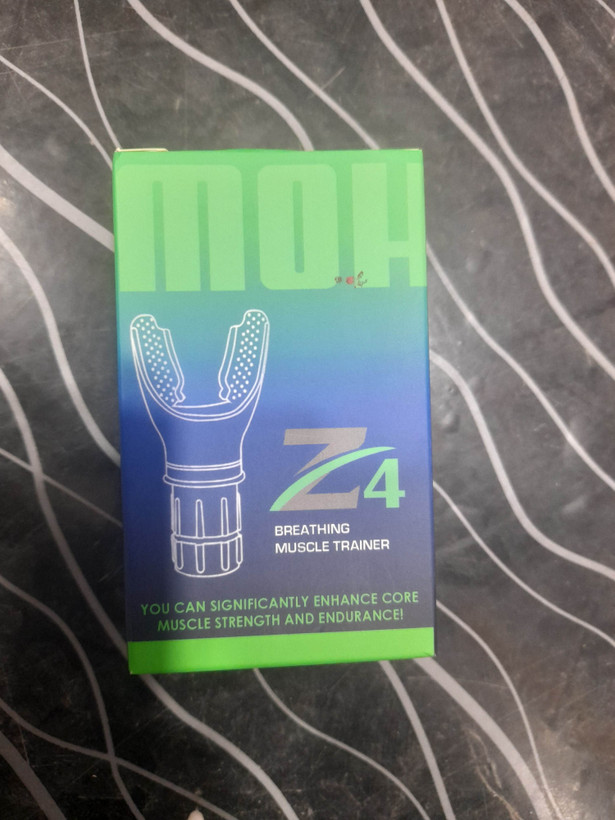 MOH
Z4
BREATHING
MUSCLE TRAINER
YOU CAN SIGNIFICANTLY ENHANCE CORE
MUSCLE STRENGTH AND ENDURANCE!